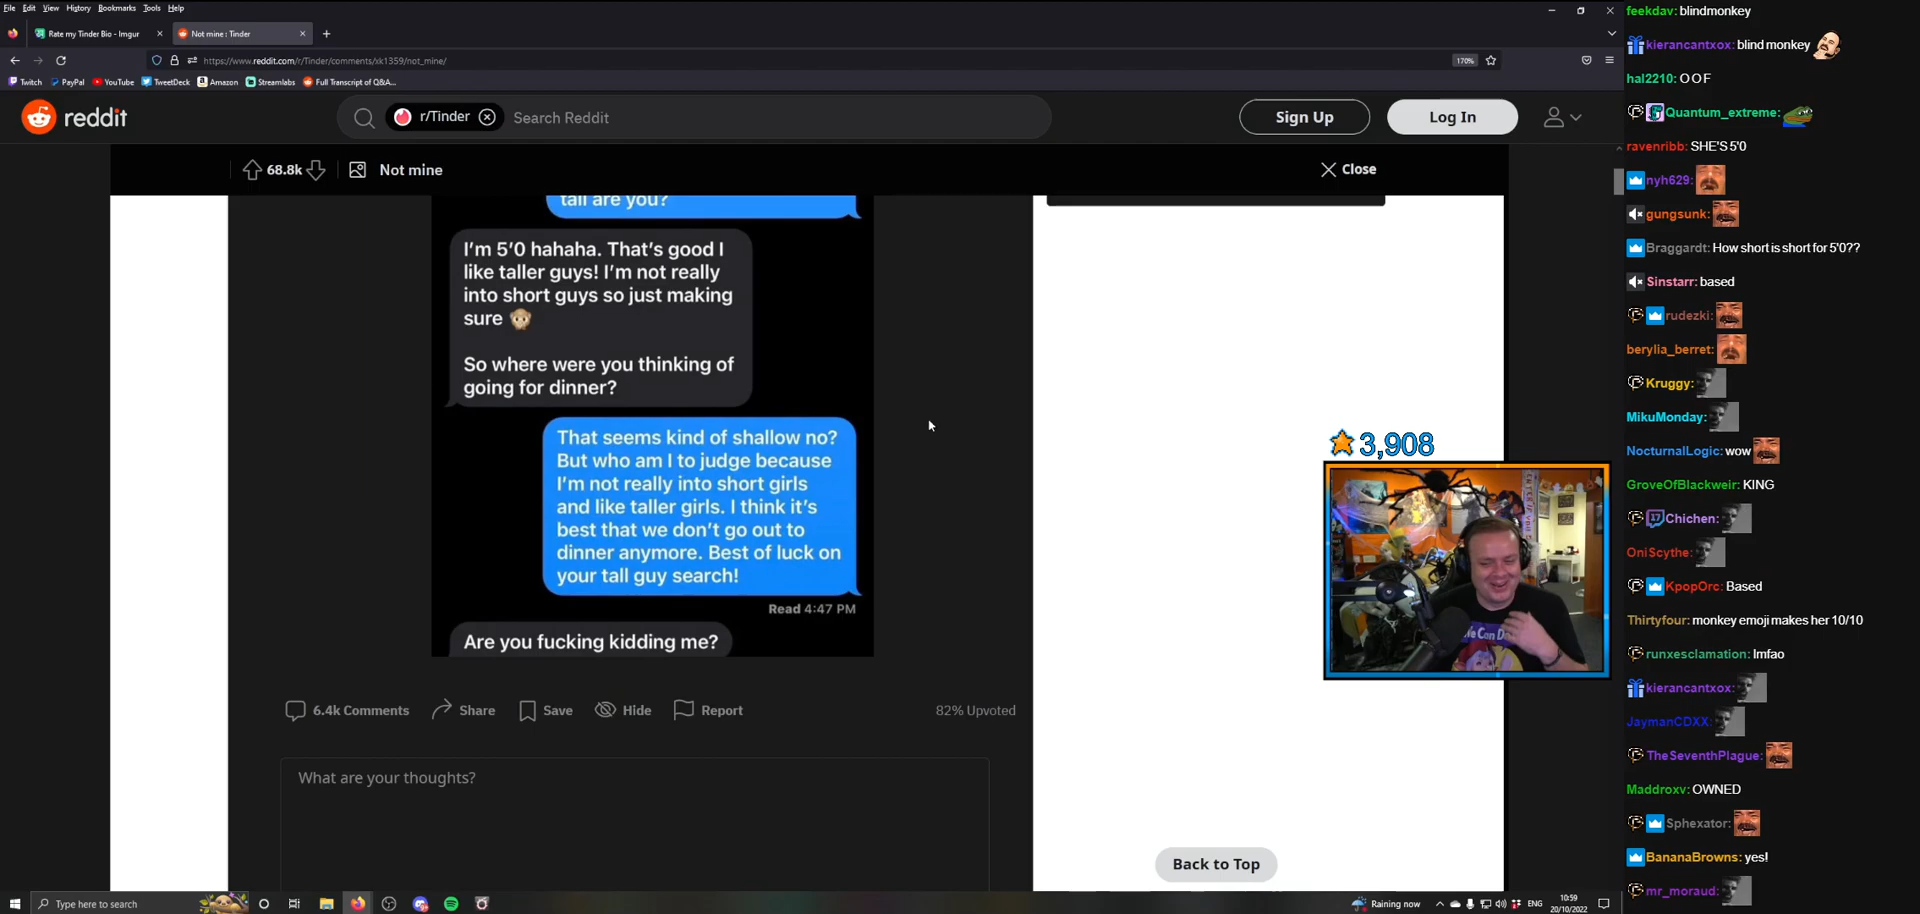 File Edit View History Bookmarks Tools Help
Rate my Tinder Bio - Imgur
Not mine : Tinder
https://www.reddit.com/r/Tinder/comments/xk1359/not_mine/
170%
Twitch PayPal YouTube TweetDeck Amazon Streamlabs Full Transcript of Q&A...
reddit
r/Tinder
Search Reddit
Sign Up
Log In
68.8k
Not mine
Close
tall are you?
I'm 5'0 hahaha. That's good I
like taller guys! I'm not really
into short guys so just making
sure 🙊
So where were you thinking of
going for dinner?
That seems kind of shallow no?
But who am I to judge because
I'm not really into short girls
and like taller girls. I think it's
best that we don't go out to
dinner anymore. Best of luck on
your tall guy search!
Read 4:47 PM
Are you fucking kidding me?
6.4k Comments
Share
Save
Hide
Report
82% Upvoted
What are your thoughts?
Back to Top
3,908
feekdav: blindmonkey
kierancantxox: blind monkey
hal2210: O O F
Quantum_extreme:
ravenribb: SHE'S 5'0
nyh629:
gungsunk:
Braggardt: How short is short for 5'0??
Sinstarr: based
rudezki:
berylia_berret:
Kruggy:
MikuMonday:
NocturnalLogic: wow
GroveOfBlackweir: KING
Chichen:
OniScythe:
KpopOrc: Based
Thirtyfour: monkey emoji makes her 10/10
runxesclamation: lmfao
kierancantxox:
JaymanCDXX:
TheSeventhPlague:
Maddroxv: OWNED
Sphexator:
BananaBrowns: yes!
mr_moraud:
Type here to search
Raining now
ENG
10:59
20/10/2022